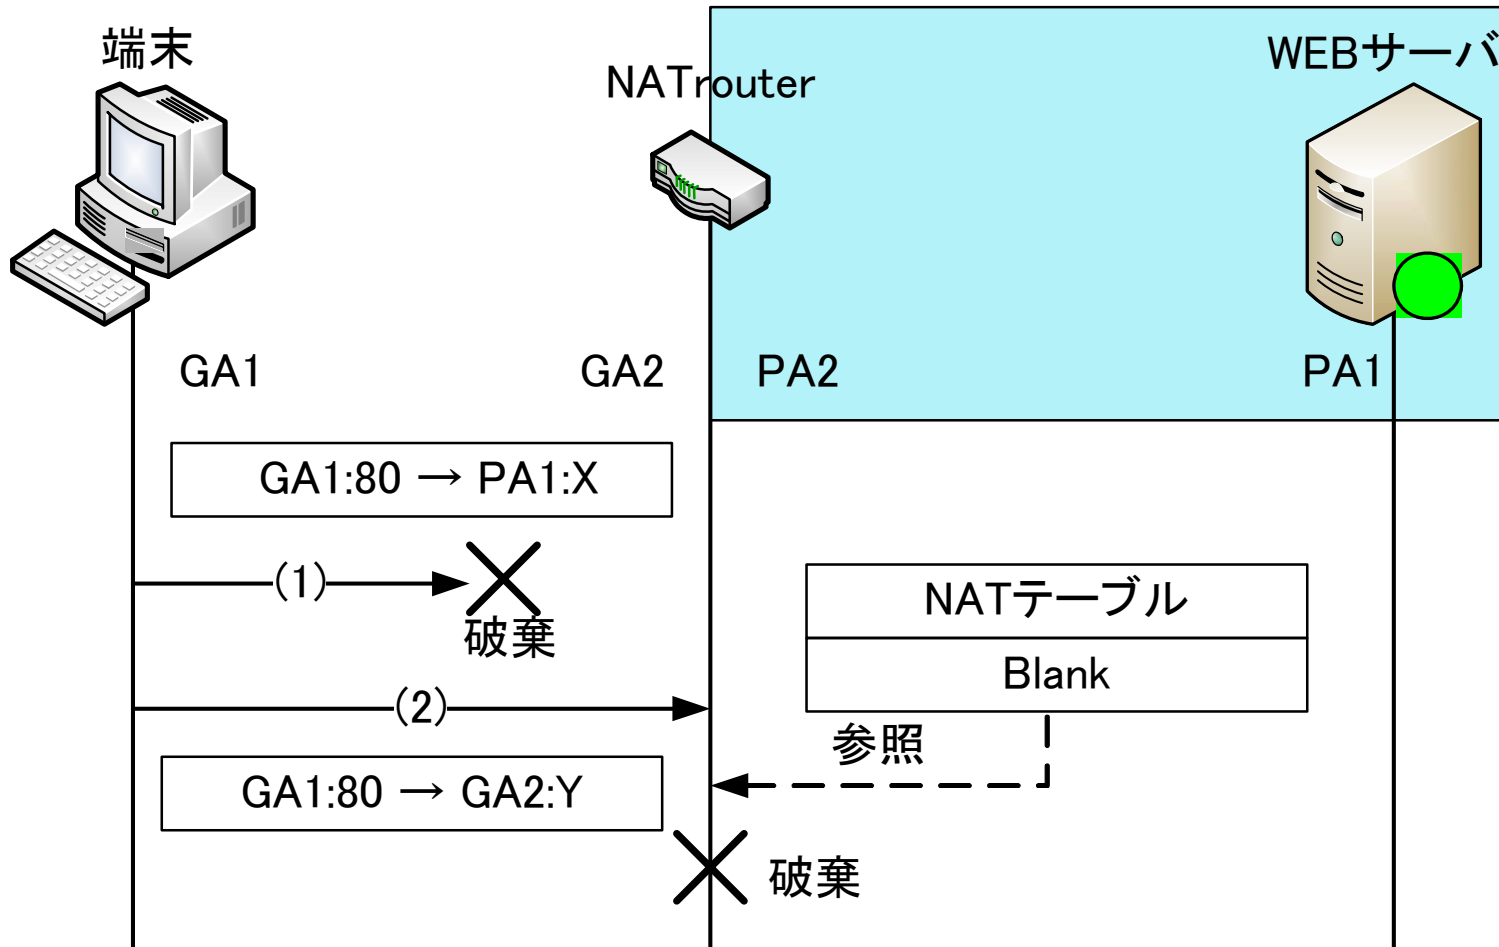 端末
NATrouter
WEBサーバ
GA1
GA2
PA2
PA1
GA1:80 → PA1:X
(1)
破棄
NATテーブル
Blank
(2)
参照
GA1:80 → GA2:Y
破棄